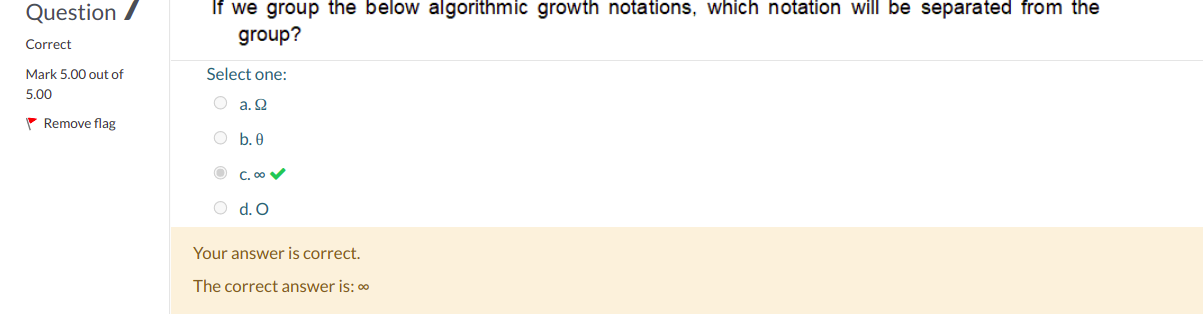 Question 7
Correct
Mark 5.00 out of
5.00
Remove flag
If we group the below algorithmic growth notations, which notation will be separated from the
group?
Select one:
a. Ω
b. θ
c. ∞
d. O
Your answer is correct.
The correct answer is: ∞